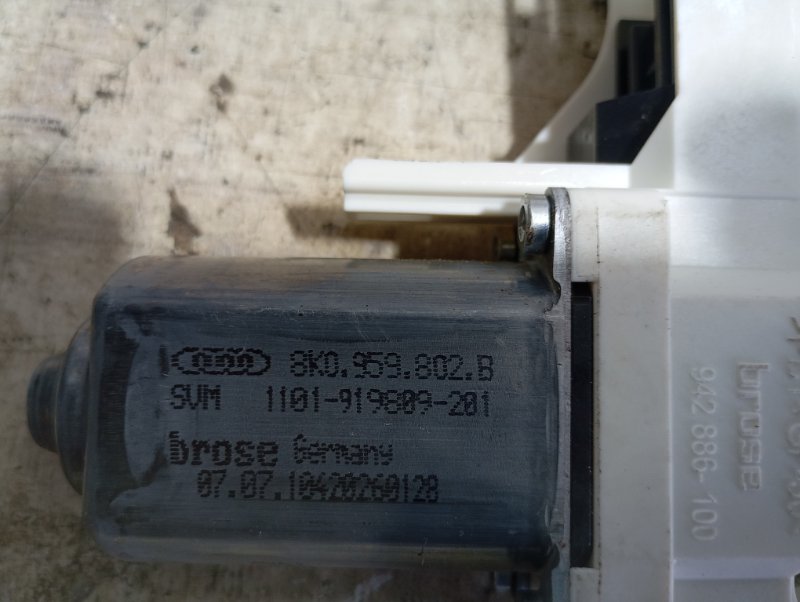 8K0.959.802.B
SVM 1101-919809-201
brose Germany
07.07.10420260128
brose
942 886-100